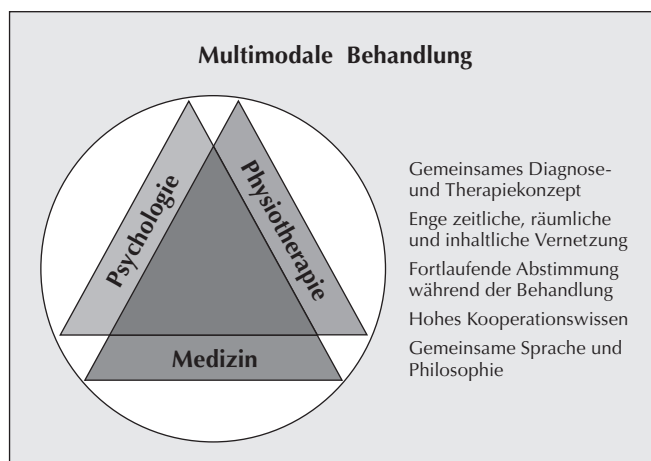 Multimodale Behandlung
Psychologie
Physiotherapie
Medizin
Gemeinsames Diagnose-
und Therapiekonzept
Enge zeitliche, räumliche
und inhaltliche Vernetzung
Fortlaufende Abstimmung
während der Behandlung
Hohes Kooperationswissen
Gemeinsame Sprache und
Philosophie